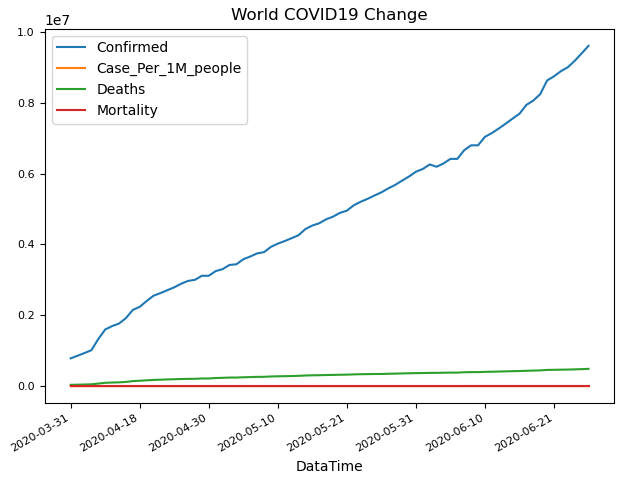 World COVID19 Change
1e7
1.0
0.8
0.6
0.4
0.2
0.0
Confirmed
Case_Per_1M_people
Deaths
Mortality
2020-03-31
2020-04-18
2020-04-30
2020-05-10
2020-05-21
2020-05-31
2020-06-10
2020-06-21
DataTime